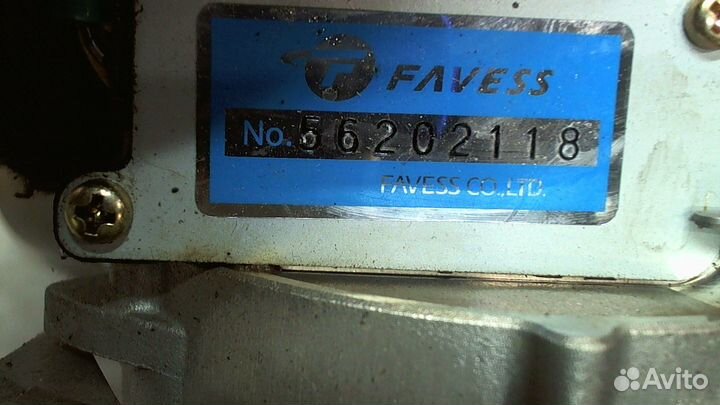 FAVESS
No. 56202118
FAVESS CO.,LTD.
Avito